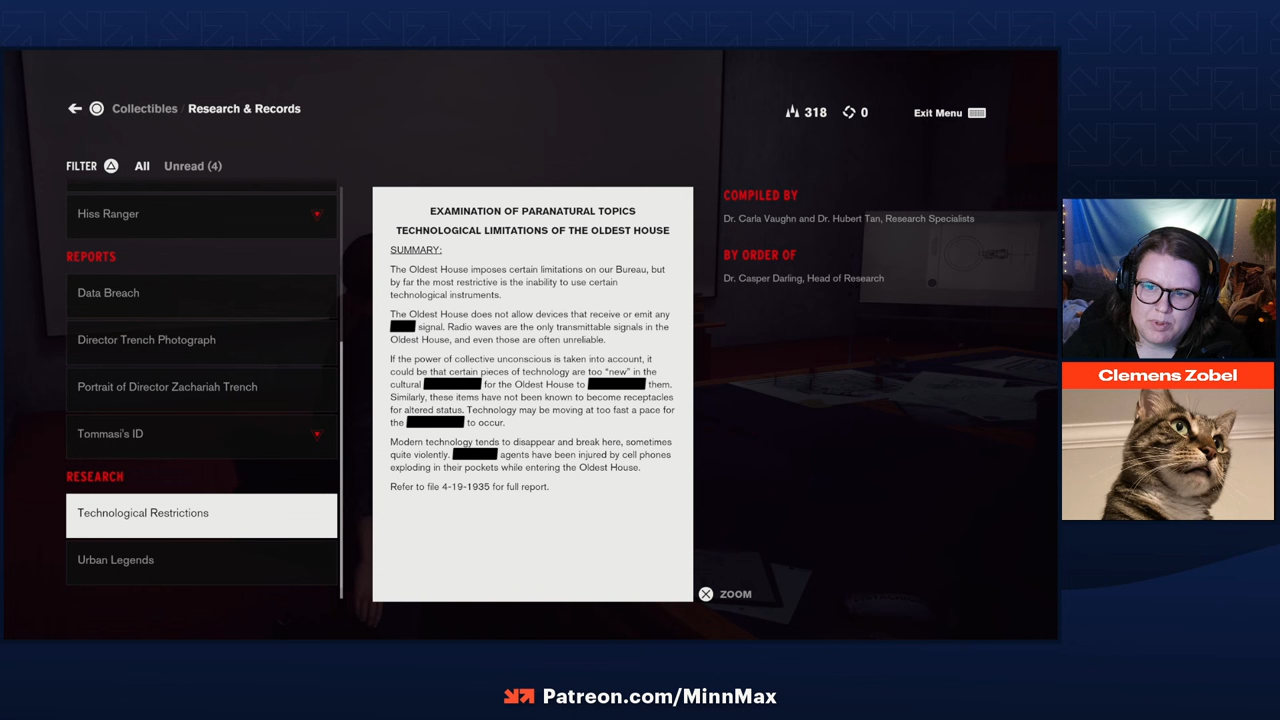 Collectibles / Research & Records
318 0 Exit Menu
FILTER All Unread (4)
Hiss Ranger
REPORTS
Data Breach
Director Trench Photograph
Portrait of Director Zachariah Trench
Tommasi's ID
RESEARCH
Technological Restrictions
Urban Legends
EXAMINATION OF PARANATURAL TOPICS
TECHNOLOGICAL LIMITATIONS OF THE OLDEST HOUSE
SUMMARY:
The Oldest House imposes certain limitations on our Bureau, but
by far the most restrictive is the inability to use certain
technological instruments.
The Oldest House does not allow devices that receive or emit any
signal. Radio waves are the only transmittable signals in the
Oldest House, and even those are often unreliable.
If the power of collective unconscious is taken into account, it
could be that certain pieces of technology are too "new" in the
cultural for the Oldest House to them.
Similarly, these items have not been known to become receptacles
for altered status. Technology may be moving at too fast a pace for
the to occur.
Modern technology tends to disappear and break here, sometimes
quite violently. agents have been injured by cell phones
exploding in their pockets while entering the Oldest House.
Refer to file 4-19-1935 for full report.
ZOOM
COMPILED BY
Dr. Carla Vaughn and Dr. Hubert Tan, Research Specialists
BY ORDER OF
Dr. Casper Darling, Head of Research
Clemens Zobel
Patreon.com/MinnMax